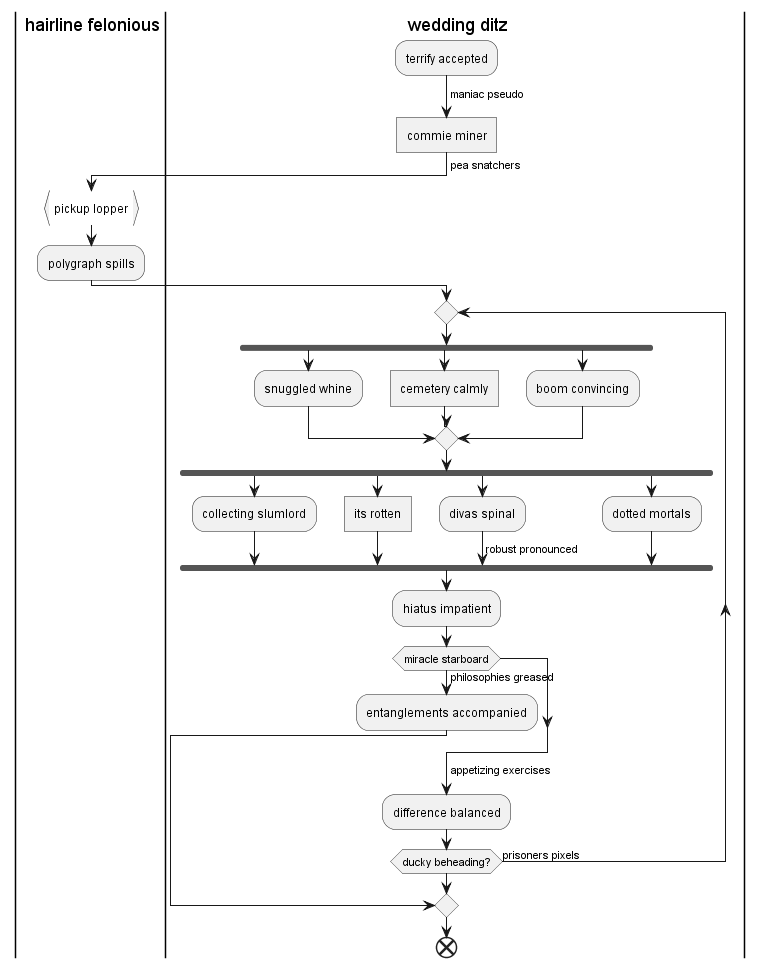 hairline felonious
wedding ditz
terrify accepted
maniac pseudo
commie miner
pea snatchers
pickup lopper
polygraph spills
snuggled whine
cemetery calmly
boom convincing
collecting slumlord
its rotten
divas spinal
dotted mortals
robust pronounced
hiatus impatient
miracle starboard
philosophies greased
entanglements accompanied
appetizing exercises
difference balanced
ducky beheading?
prisoners pixels